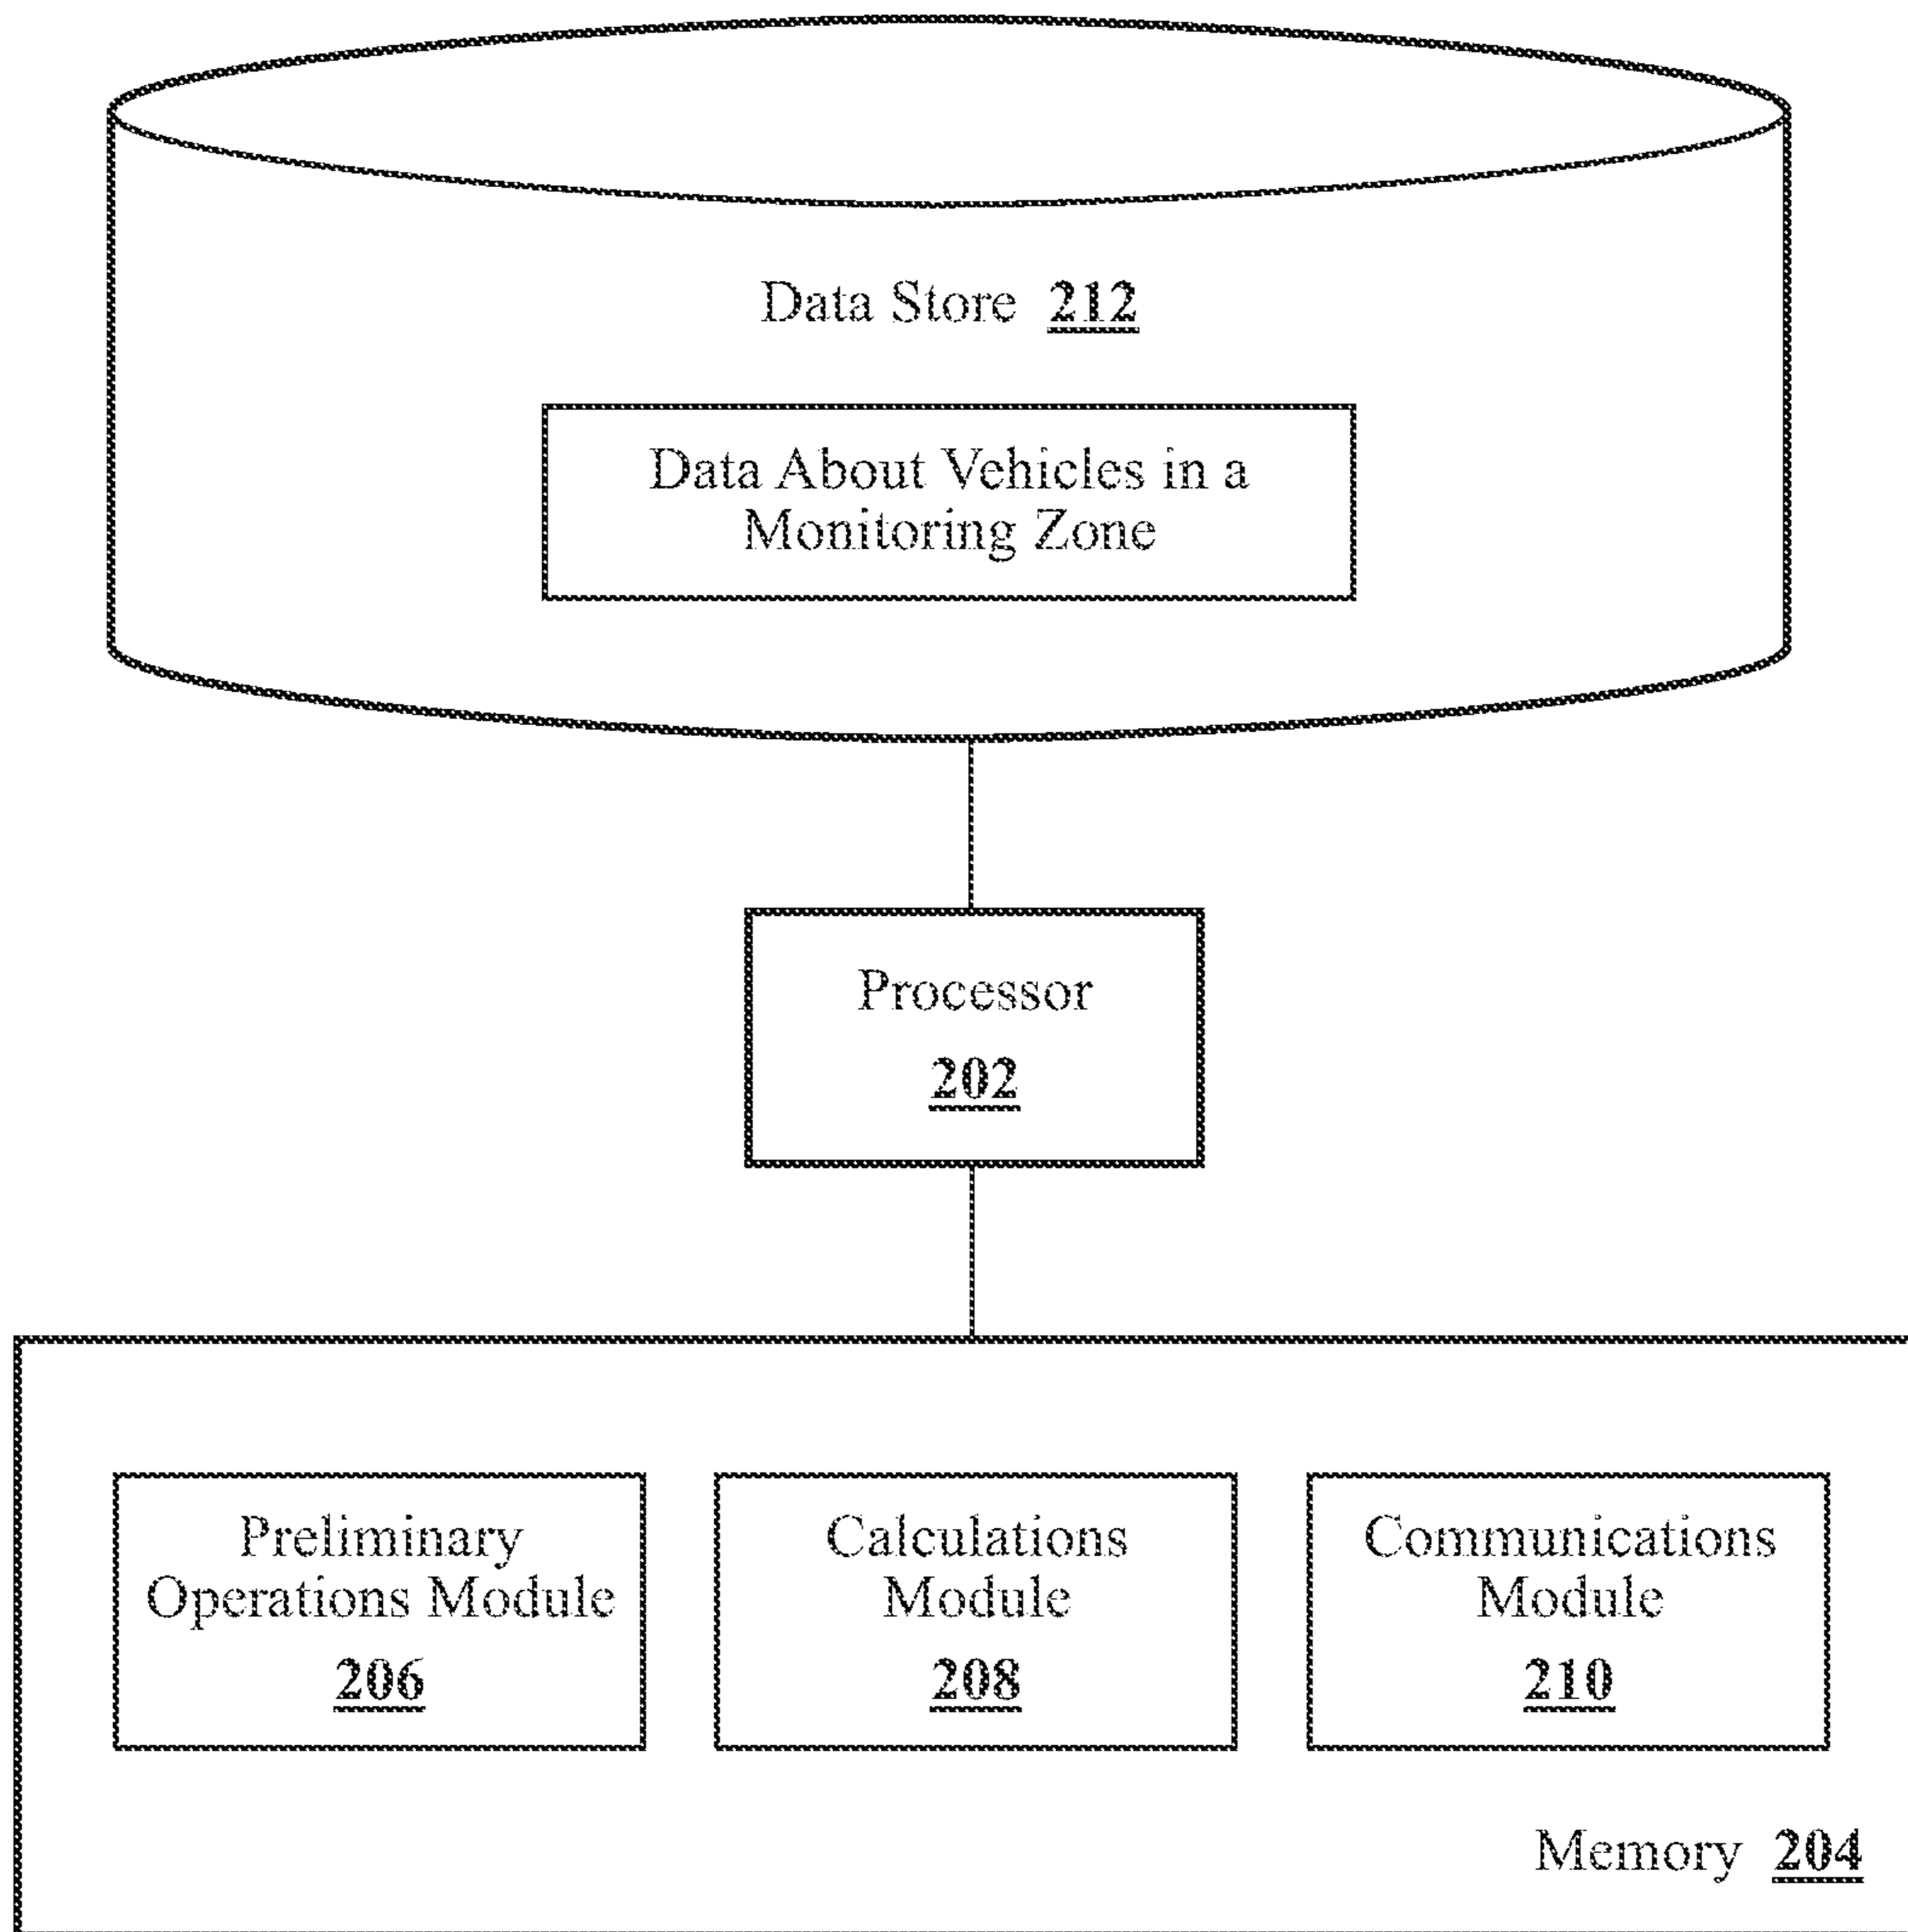 Data Store 212
Data About Vehicles in a
Monitoring Zone
Processor
202
Preliminary
Operations Module
206
Calculations
Module
208
Communications
Module
210
Memory 204